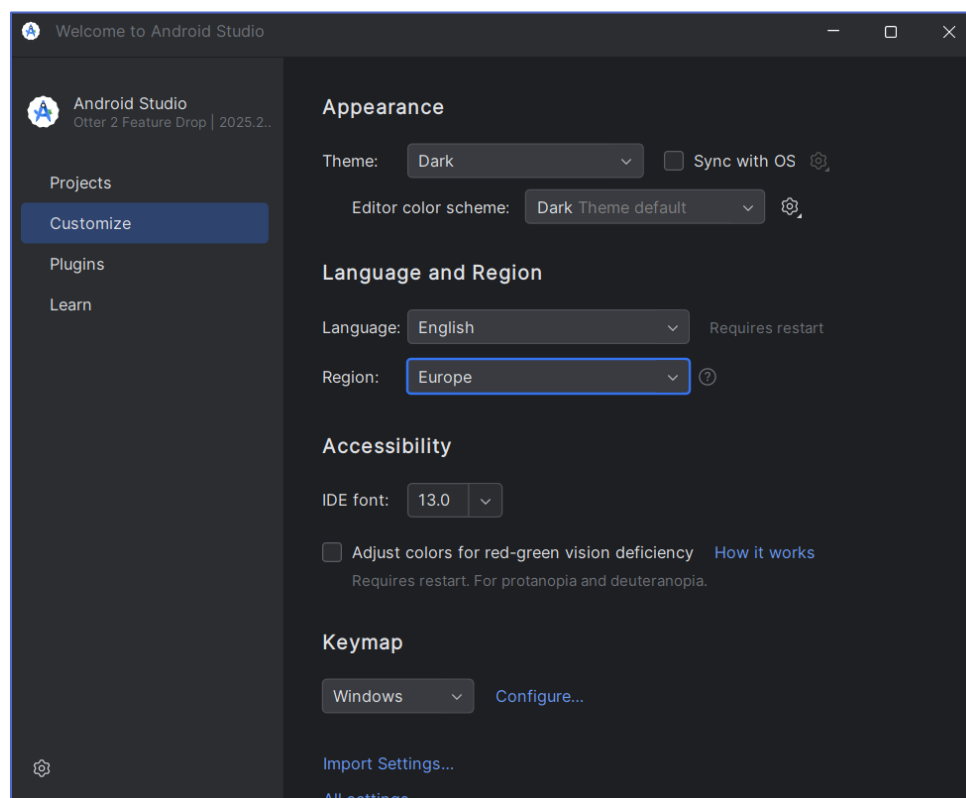 Welcome to Android Studio
Android Studio
Otter 2 Feature Drop | 2025.2..
Projects
Customize
Plugins
Learn
Appearance
Theme: Dark Sync with OS
Editor color scheme: Dark Theme default
Language and Region
Language: English Requires restart
Region: Europe
Accessibility
IDE font: 13.0
Adjust colors for red-green vision deficiency How it works
Requires restart. For protanopia and deuteranopia.
Keymap
Windows Configure...
Import Settings...
All settings